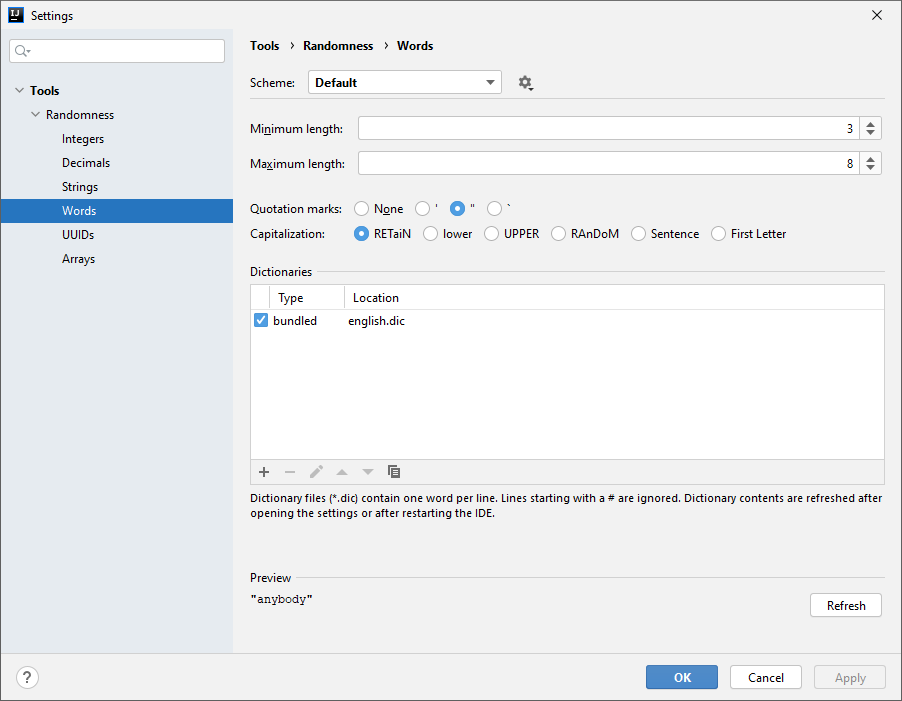 IJ Settings
Tools › Randomness › Words
Scheme: Default
Tools
Randomness
Integers
Decimals
Strings
Words
UUIDs
Arrays
Minimum length: 3
Maximum length: 8
Quotation marks: None ' " `
Capitalization: RETaiN lower UPPER RAnDoM Sentence First Letter
Dictionaries
Type Location
bundled english.dic
Dictionary files (*.dic) contain one word per line. Lines starting with a # are ignored. Dictionary contents are refreshed after
opening the settings or after restarting the IDE.
Preview
"anybody"
Refresh
? OK Cancel Apply